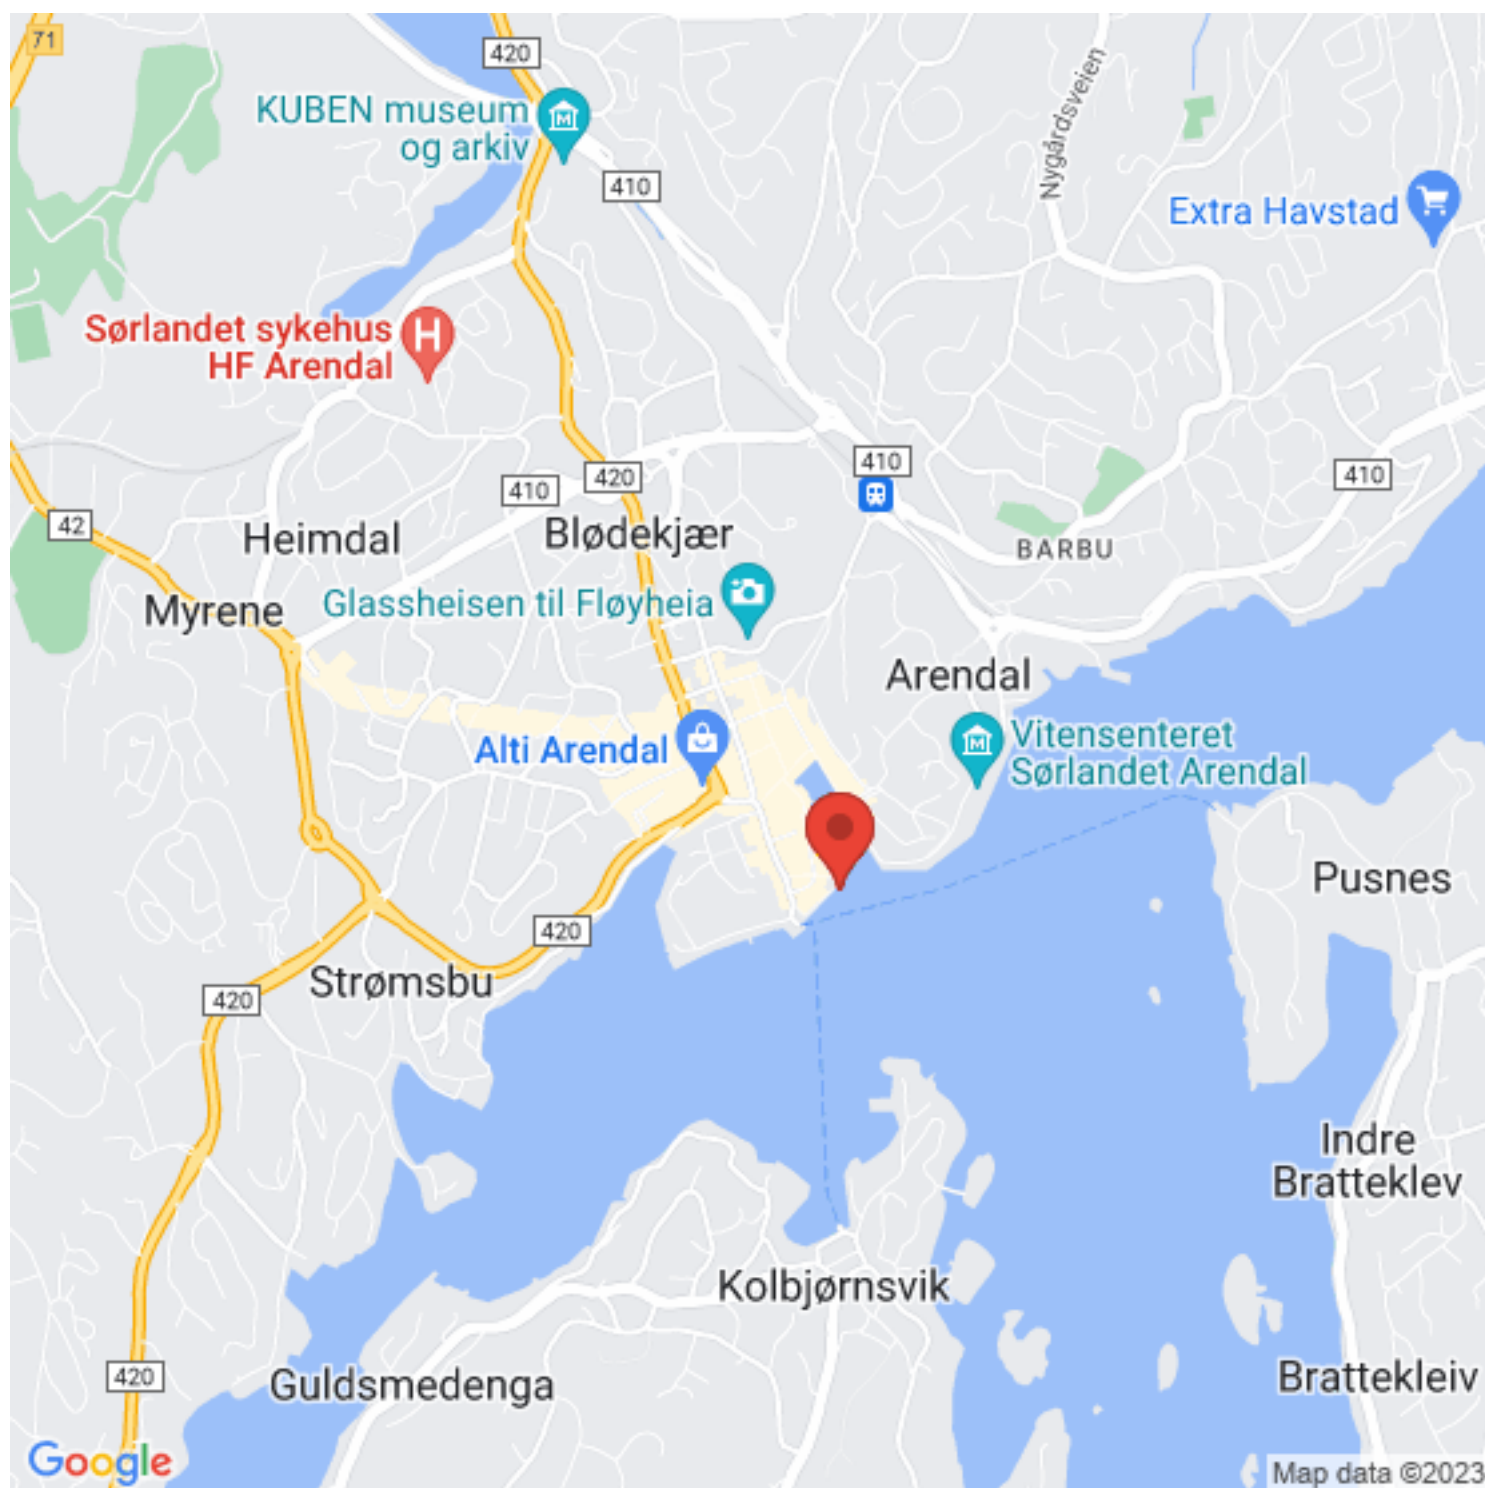 71
420
KUBEN museum
og arkiv
410
Nygårdsveien
Extra Havstad
Sørlandet sykehus
HF Arendal
H
410
420
410
410
42
Heimdal
Blødekjær
BARBU
Glassheisen til Fløyheia
Myrene
Arendal
Alti Arendal
Vitensenteret
Sørlandet Arendal
Pusnes
420
Strømsbu
420
Indre
Bratteklev
Kolbjørnsvik
420
Guldsmedenga
Brattekleiv
Google
Map data ©2023